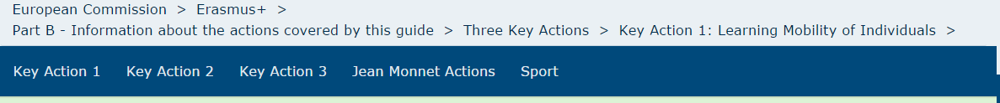 European Commission > Erasmus+ >
Part B - Information about the actions covered by this guide > Three Key Actions > Key Action 1: Learning Mobility of Individuals >
Key Action 1 Key Action 2 Key Action 3 Jean Monnet Actions Sport